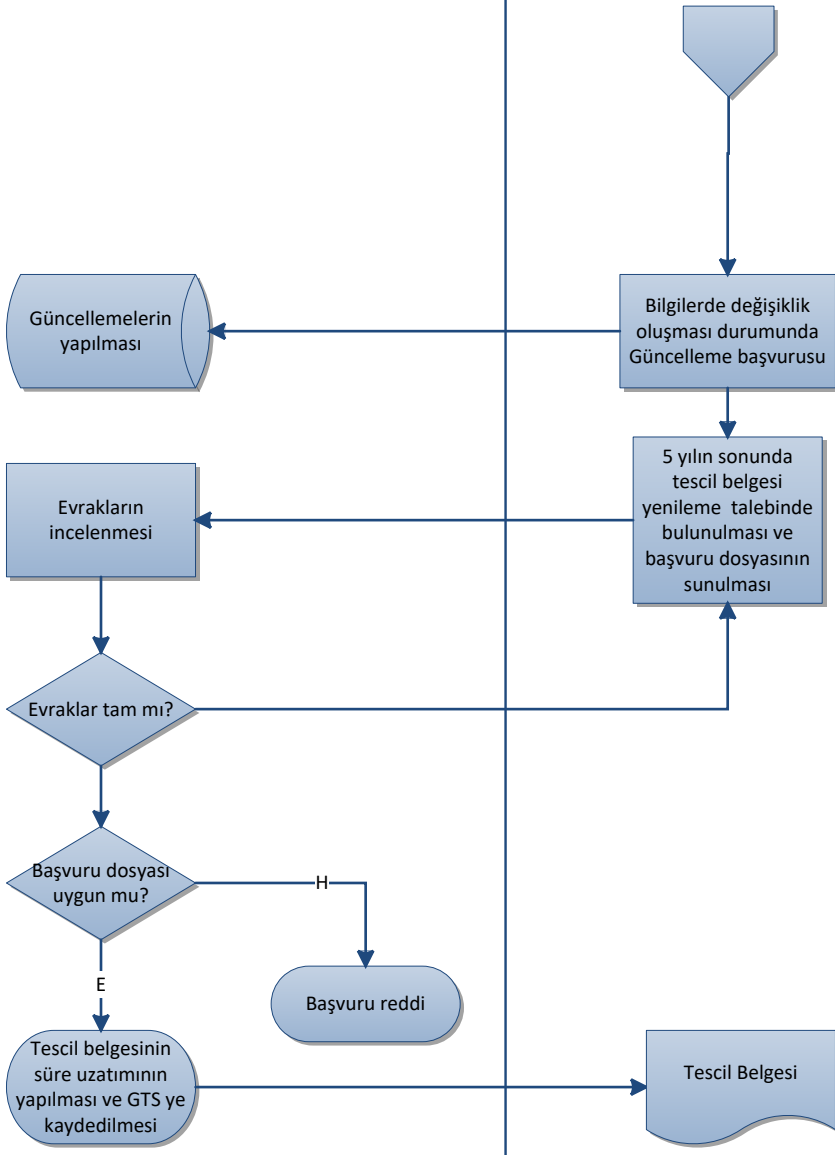 Güncellemelerin
yapılması
Bilgilerde değişiklik
oluşması durumunda
Güncelleme başvurusu
5 yılın sonunda
tescil belgesi
yenileme talebinde
bulunulması ve
başvuru dosyasının
sunulması
Evrakların
incelenmesi
Evraklar tam mı?
Başvuru dosyası
uygun mu?
H
E
Başvuru reddi
Tescil belgesinin
süre uzatımının
yapılması ve GTS ye
kaydedilmesi
Tescil Belgesi